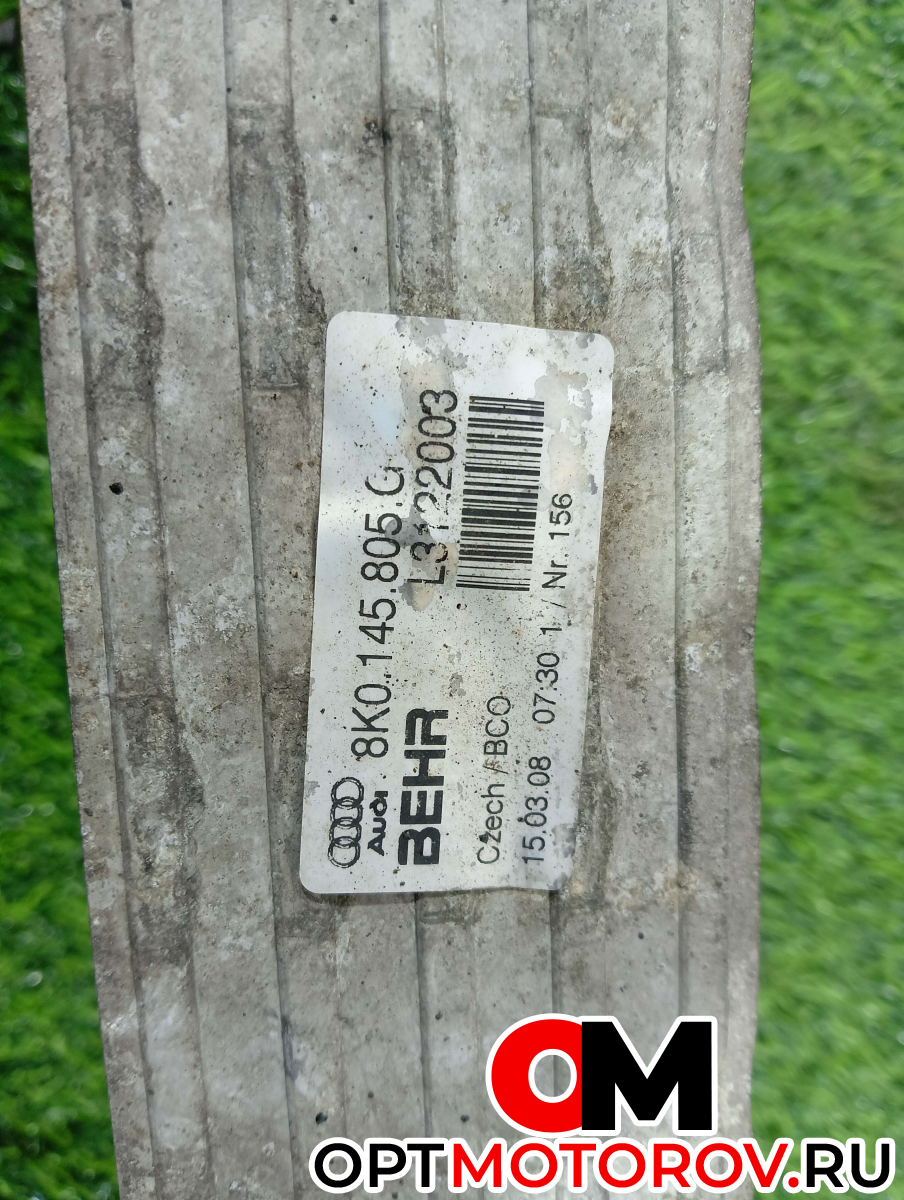 Audi 8K0.145.805.G
BEHR L3122003
Czech / BCO
15.03.08 07:30 1 / Nr. 156
OM
OPTMOTOROV.RU